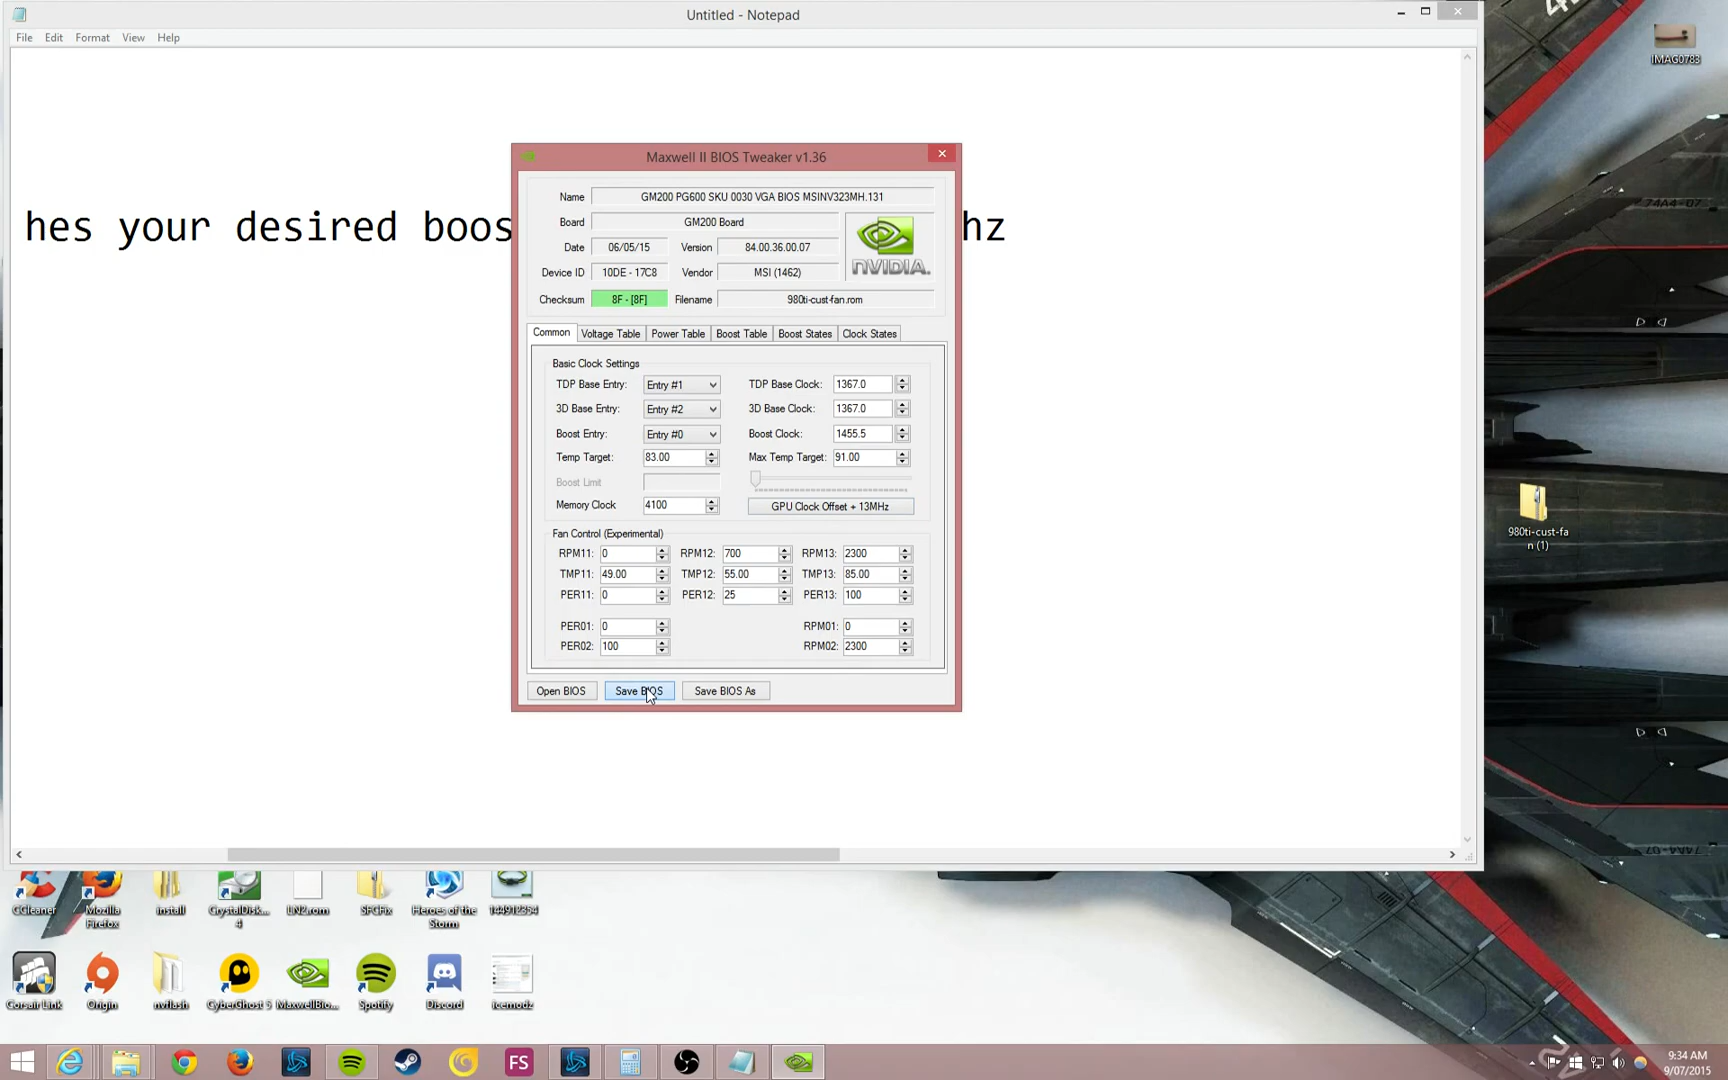 Untitled - Notepad
File Edit Format View Help
IMAG0783
Maxwell II BIOS Tweaker v1.36
Name GM200 PG600 SKU 0030 VGA BIOS MSINV323MH.131
Board GM200 Board
Date 06/05/15 Version 84.00.36.00.07
NVIDIA.
Device ID 10DE - 17C8 Vendor MSI (1462)
Checksum 8F - [8F] Filename 980ti-cust-fan.rom
hes your desired boos hz
Common Voltage Table Power Table Boost Table Boost States Clock States
Basic Clock Settings
TDP Base Entry: Entry #1 TDP Base Clock: 1367.0
3D Base Entry: Entry #2 3D Base Clock: 1367.0
Boost Entry: Entry #0 Boost Clock: 1455.5
Temp Target: 83.00 Max Temp Target: 91.00
Boost Limit
Memory Clock 4100 GPU Clock Offset + 13MHz
Fan Control (Experimental)
RPM11: 0 RPM12: 700 RPM13: 2300
TMP11: 49.00 TMP12: 55.00 TMP13: 85.00
PER11: 0 PER12: 25 PER13: 100
PER01: 0 RPM01: 0
PER02: 100 RPM02: 2300
Open BIOS Save BIOS Save BIOS As
980ti-cust-fa
n (1)
CCleaner Mozilla Firefox install CrystalDisk... 4 LN2.rom SFCFix Heroes of the Storm 144912354
Corsair Link Origin nvflash CyberGhost 5 MaxwellBio... Spotify Discord icemodz
FS
9:34 AM
9/07/2015